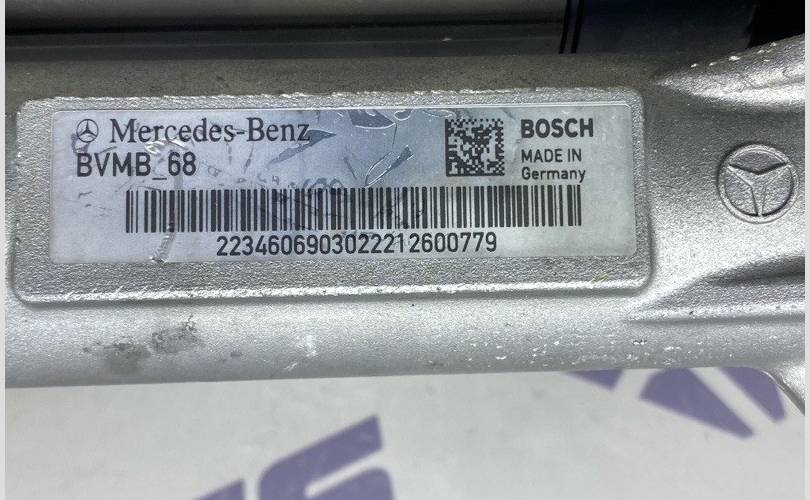 Mercedes-Benz
BVMB_68
BOSCH
MADE IN
Germany
2234606903022212600779